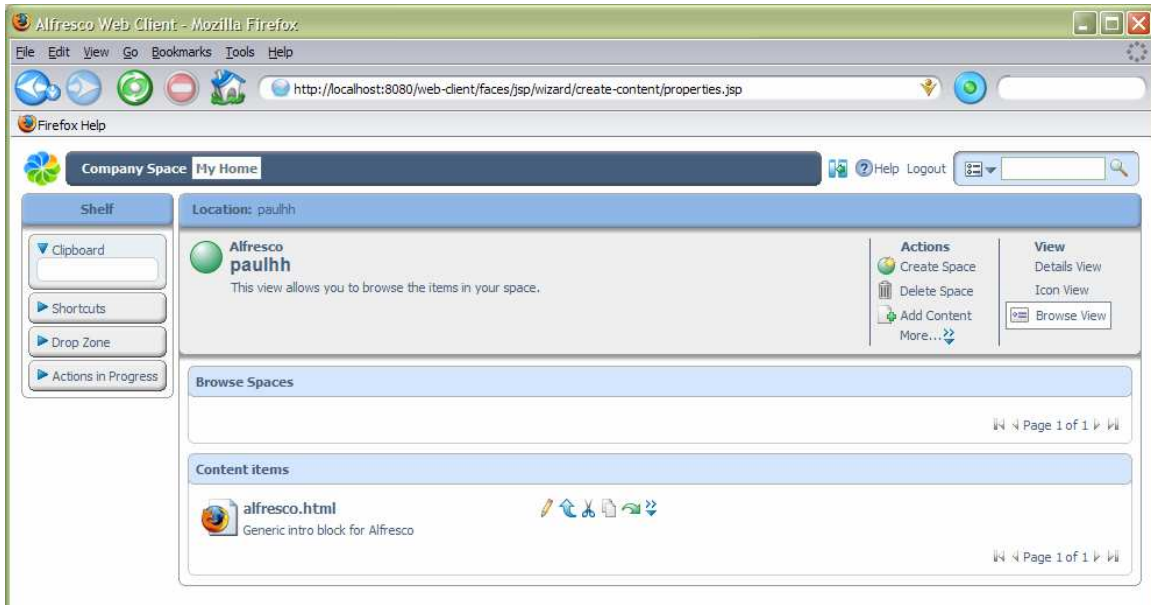 Alfresco Web Client - Mozilla Firefox
File Edit View Go Bookmarks Tools Help
http://localhost:8080/web-client/faces/jsp/wizard/create-content/properties.jsp
Firefox Help
Company Space My Home
Help Logout
Shelf
Location: paulhh
Clipboard
Shortcuts
Drop Zone
Actions in Progress
Alfresco
paulhh
This view allows you to browse the items in your space.
Actions
Create Space
Delete Space
Add Content
More...
View
Details View
Icon View
Browse View
Browse Spaces
Page 1 of 1
Content items
alfresco.html
Generic intro block for Alfresco
Page 1 of 1